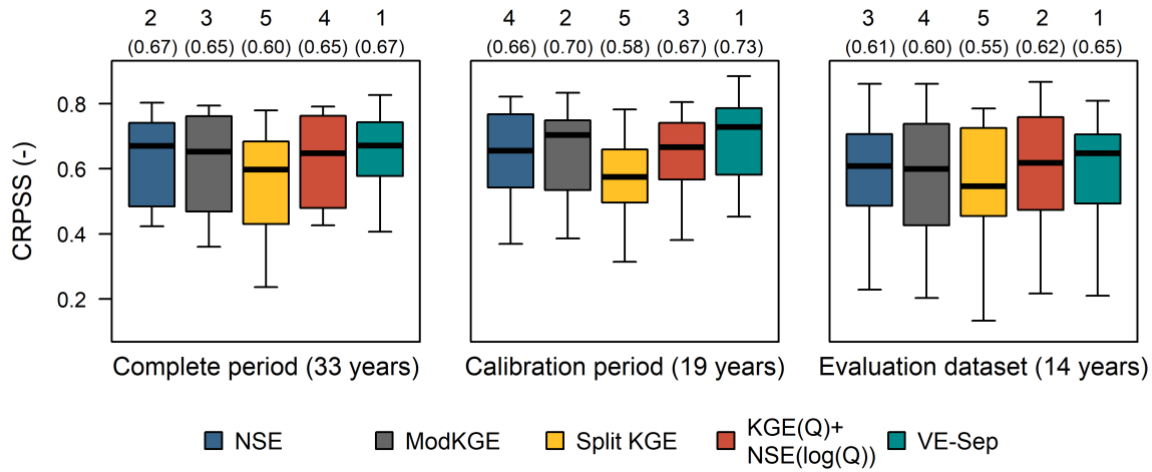 2 3 5 4 1
(0.67) (0.65) (0.60) (0.65) (0.67)
4 2 5 3 1
(0.66) (0.70) (0.58) (0.67) (0.73)
3 4 5 2 1
(0.61) (0.60) (0.55) (0.62) (0.65)
CRPSS (-)
0.8
0.6
0.4
0.2
Complete period (33 years)
Calibration period (19 years)
Evaluation dataset (14 years)
NSE
ModKGE
Split KGE
KGE(Q)+
NSE(log(Q))
VE-Sep